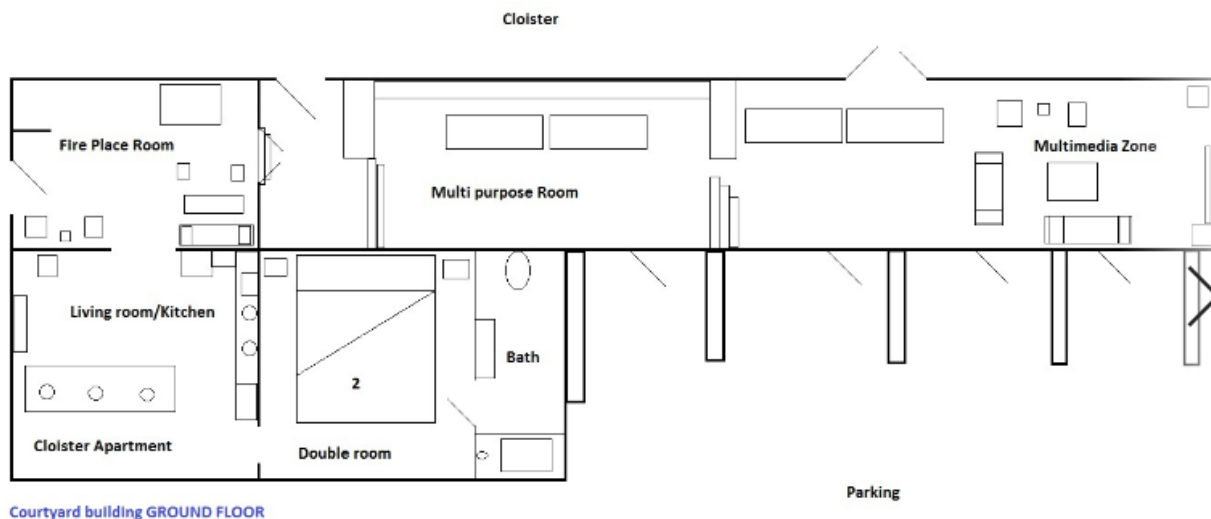 Cloister
Fire Place Room
Multimedia Zone
Multi purpose Room
Living room/Kitchen
Bath
2
Cloister Apartment
Double room
Parking
Courtyard building GROUND FLOOR